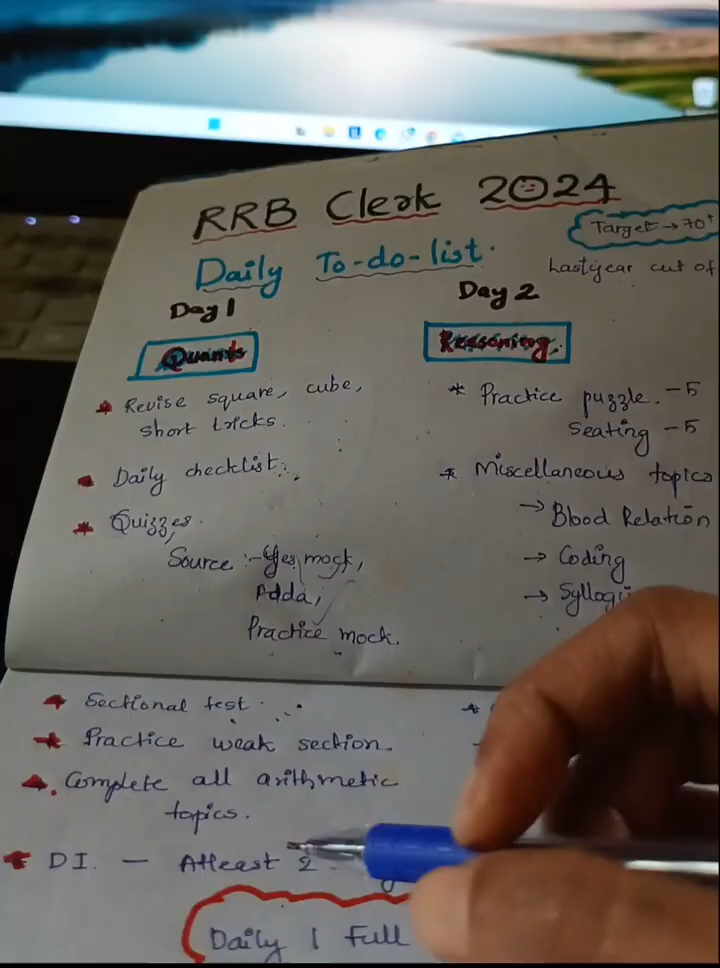 RRB Clerk 2024
Target → 70+
Daily To-do-list.
Last year cut of
Day 1
Quants
* Revise square, cube,
short tricks.
Daily checklist
* Quizzes.
Source :- Yes mock,
Adda,
Practice mock.
* Sectional test
* Practice weak section.
Complete all arithmetic
topics.
* DI. — Atleast 2
Day 2
Reasoning.
* Practice puzzle. - 5
Seating - 5
* Miscellaneous topics
→ Blood Relation
→ Coding
→ Syllogi
Daily 1 Full